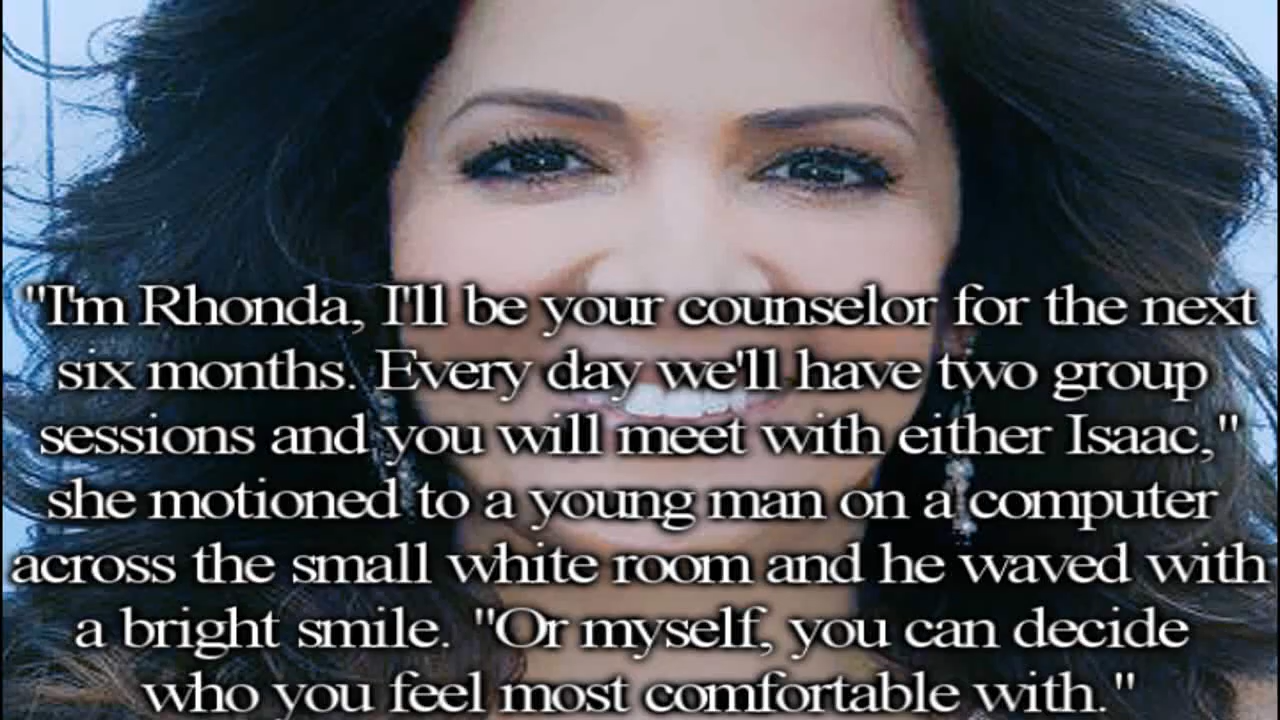 "I'm Rhonda, I'll be your counselor for the next
six months. Every day we'll have two group
sessions and you will meet with either Isaac,"
she motioned to a young man on a computer
across the small white room and he waved with
a bright smile. "Or myself, you can decide
who you feel most comfortable with."